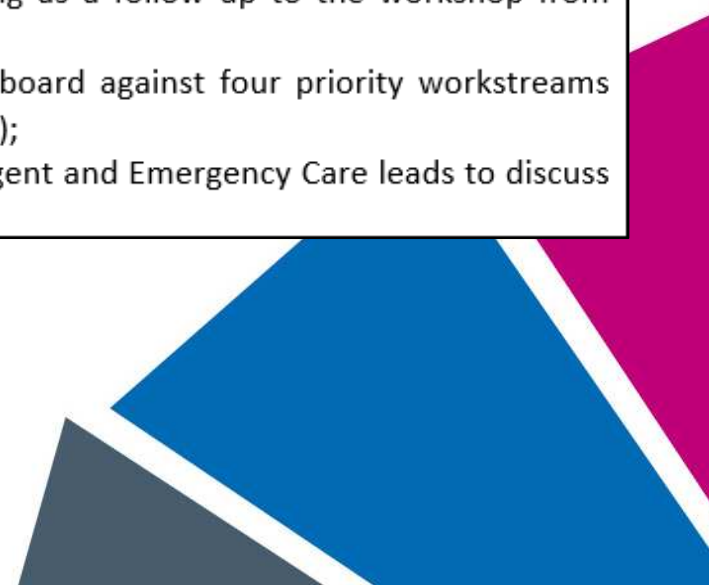 as a follow up to the workshop from
board against four priority workstreams
);
gent and Emergency Care leads to discuss